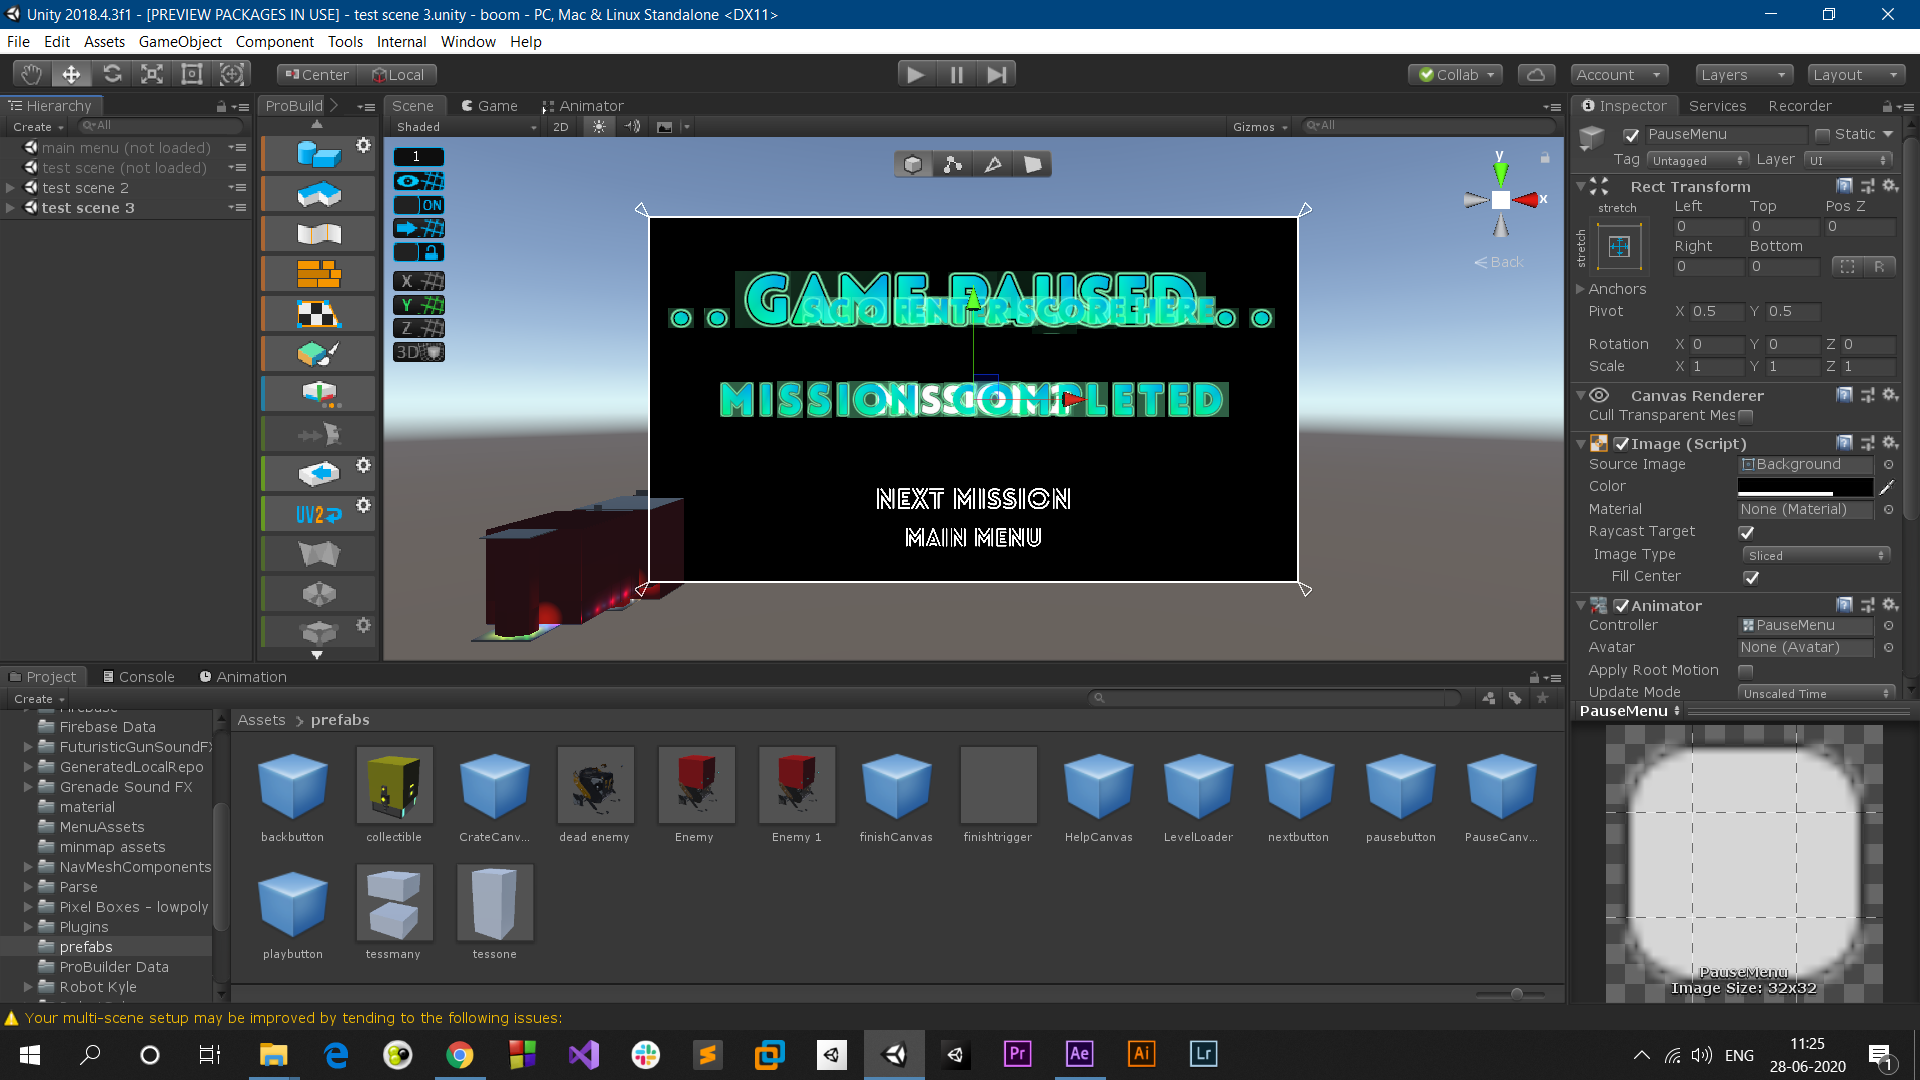 Unity 2018.4.3f1 - [PREVIEW PACKAGES IN USE] - test scene 3.unity - boom - PC, Mac & Linux Standalone <DX11>
File Edit Assets GameObject Component Tools Internal Window Help
Center Local Collab Account Layers Layout
Hierarchy ProBuild Scene Game Animator Inspector Services Recorder
Create All Shaded 2D Gizmos All
main menu (not loaded)
test scene (not loaded)
test scene 2
test scene 3
UV2
1
ON
X
Y
Z
3D
y
x
Back
GAME PAUSED
MISSIONS COMPLETED
NEXT MISSION
MAIN MENU
PauseMenu Static
Tag Untagged Layer UI
Rect Transform
stretch Left Top Pos Z
stretch
0 0 0
Right Bottom
0 0 R
Anchors
Pivot X 0.5 Y 0.5
Rotation X 0 Y 0 Z 0
Scale X 1 Y 1 Z 1
Canvas Renderer
Cull Transparent Mes
Image (Script)
Source Image Background
Color
Material None (Material)
Raycast Target
Image Type Sliced
Fill Center
Animator
Controller PauseMenu
Avatar None (Avatar)
Apply Root Motion
Update Mode Unscaled Time
PauseMenu
PauseMenu
Image Size: 32x32
Project Console Animation
Create
Firebase Data
FuturisticGunSoundFX
GeneratedLocalRepo
Grenade Sound FX
material
MenuAssets
minmap assets
NavMeshComponents
Parse
Pixel Boxes - lowpoly
Plugins
prefabs
ProBuilder Data
Robot Kyle
Assets prefabs
backbutton collectible CrateCanv... dead enemy Enemy Enemy 1 finishCanvas finishtrigger HelpCanvas LevelLoader nextbutton pausebutton PauseCanv...
playbutton tessmany tessone
Your multi-scene setup may be improved by tending to the following issues:
Pr Ae Ai Lr ENG 11:25
28-06-2020 1